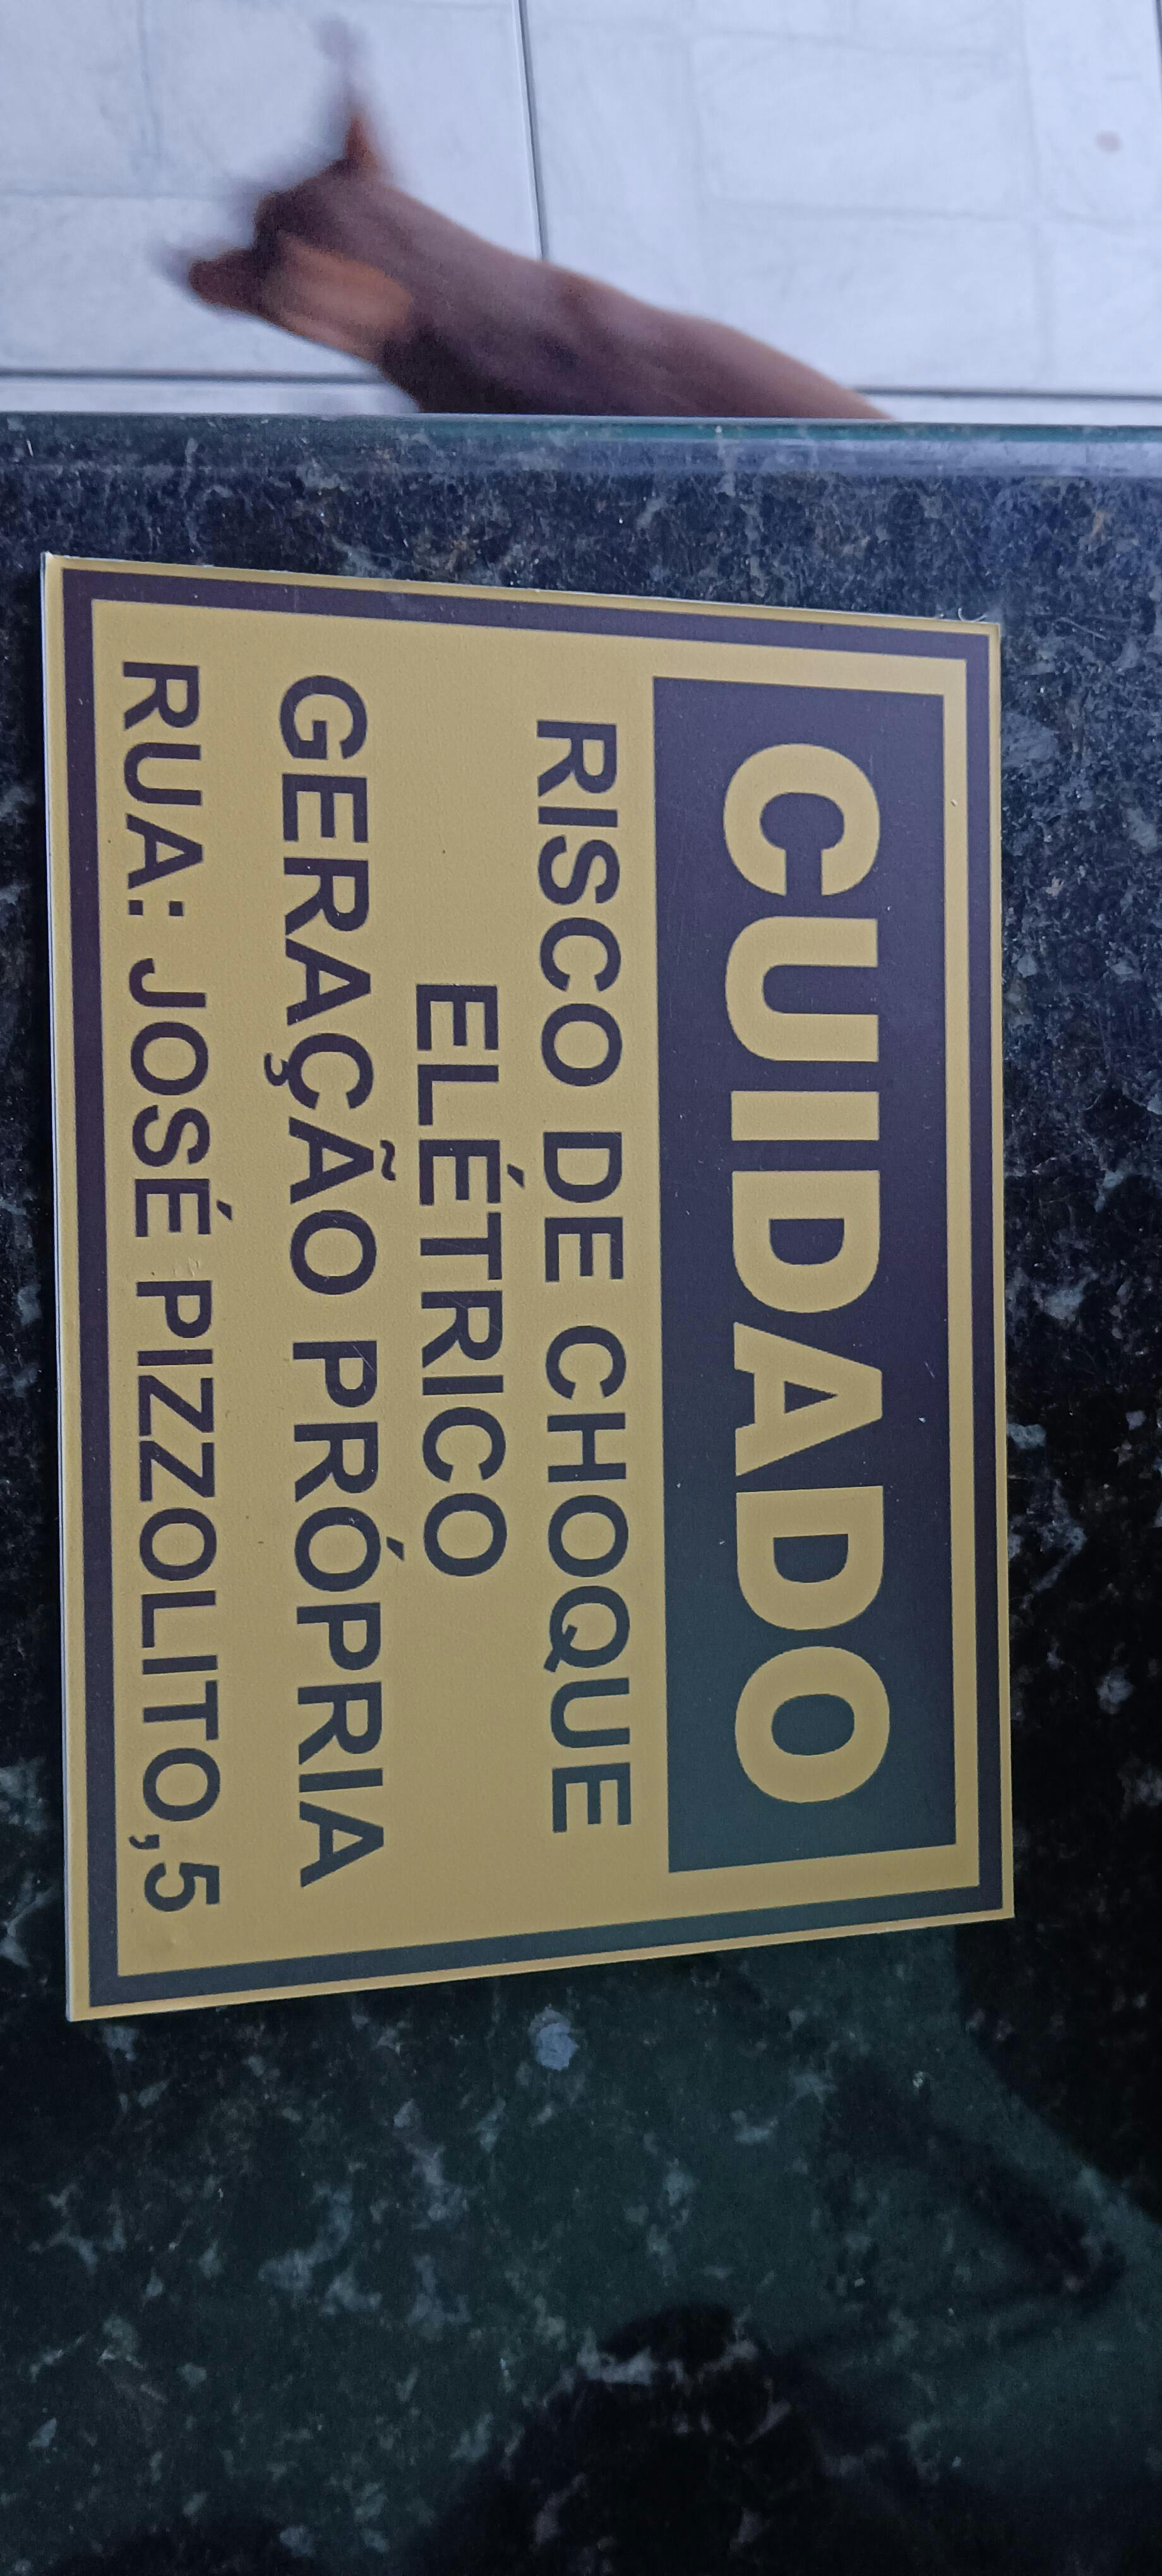 CUIDADO
RISCO DE CHOQUE
ELÉTRICO
GERAÇÃO PRÓPRIA
RUA: JOSÉ PIZZOLITO,5